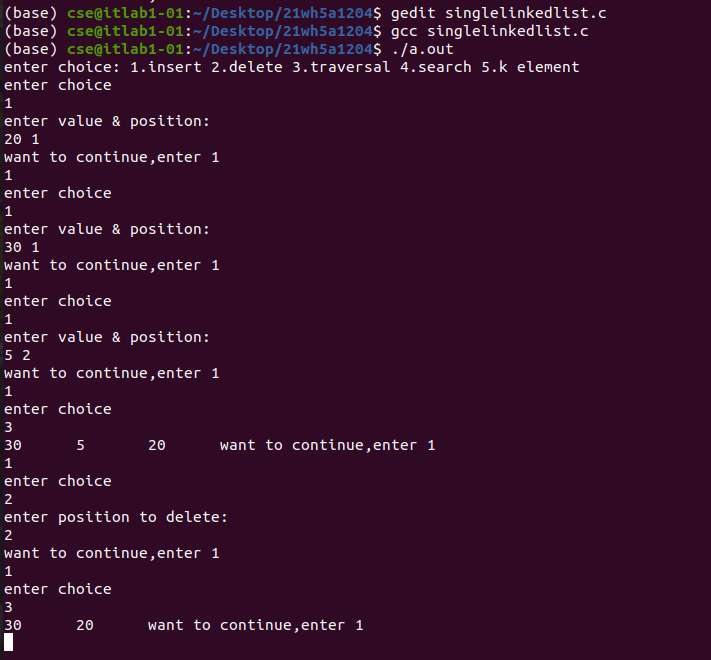 (base) cse@itlab1-01:~/Desktop/21wh5a1204$ gedit singlelinkedlist.c
(base) cse@itlab1-01:~/Desktop/21wh5a1204$ gcc singlelinkedlist.c
(base) cse@itlab1-01:~/Desktop/21wh5a1204$ ./a.out
enter choice: 1.insert 2.delete 3.traversal 4.search 5.k element
enter choice
1
enter value & position:
20 1
want to continue,enter 1
1
enter choice
1
enter value & position:
30 1
want to continue,enter 1
1
enter choice
1
enter value & position:
5 2
want to continue,enter 1
1
enter choice
3
30      5       20      want to continue,enter 1
1
enter choice
2
enter position to delete:
2
want to continue,enter 1
1
enter choice
3
30      20      want to continue,enter 1